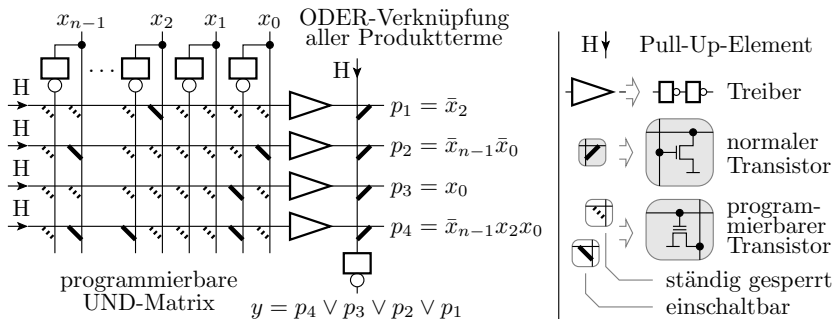 x_{n−1} x_2 x_1 x_0
ODER-Verknüpfung
aller Produktterme
H
. . .
H
p_1 = x̄_2
H
p_2 = x̄_{n−1}x̄_0
H
p_3 = x_0
H
p_4 = x̄_{n−1}x_2x_0
programmierbare
UND-Matrix
y = p_4 ∨ p_3 ∨ p_2 ∨ p_1
H Pull-Up-Element
Treiber
normaler
Transistor
program-
mierbarer
Transistor
ständig gesperrt
einschaltbar